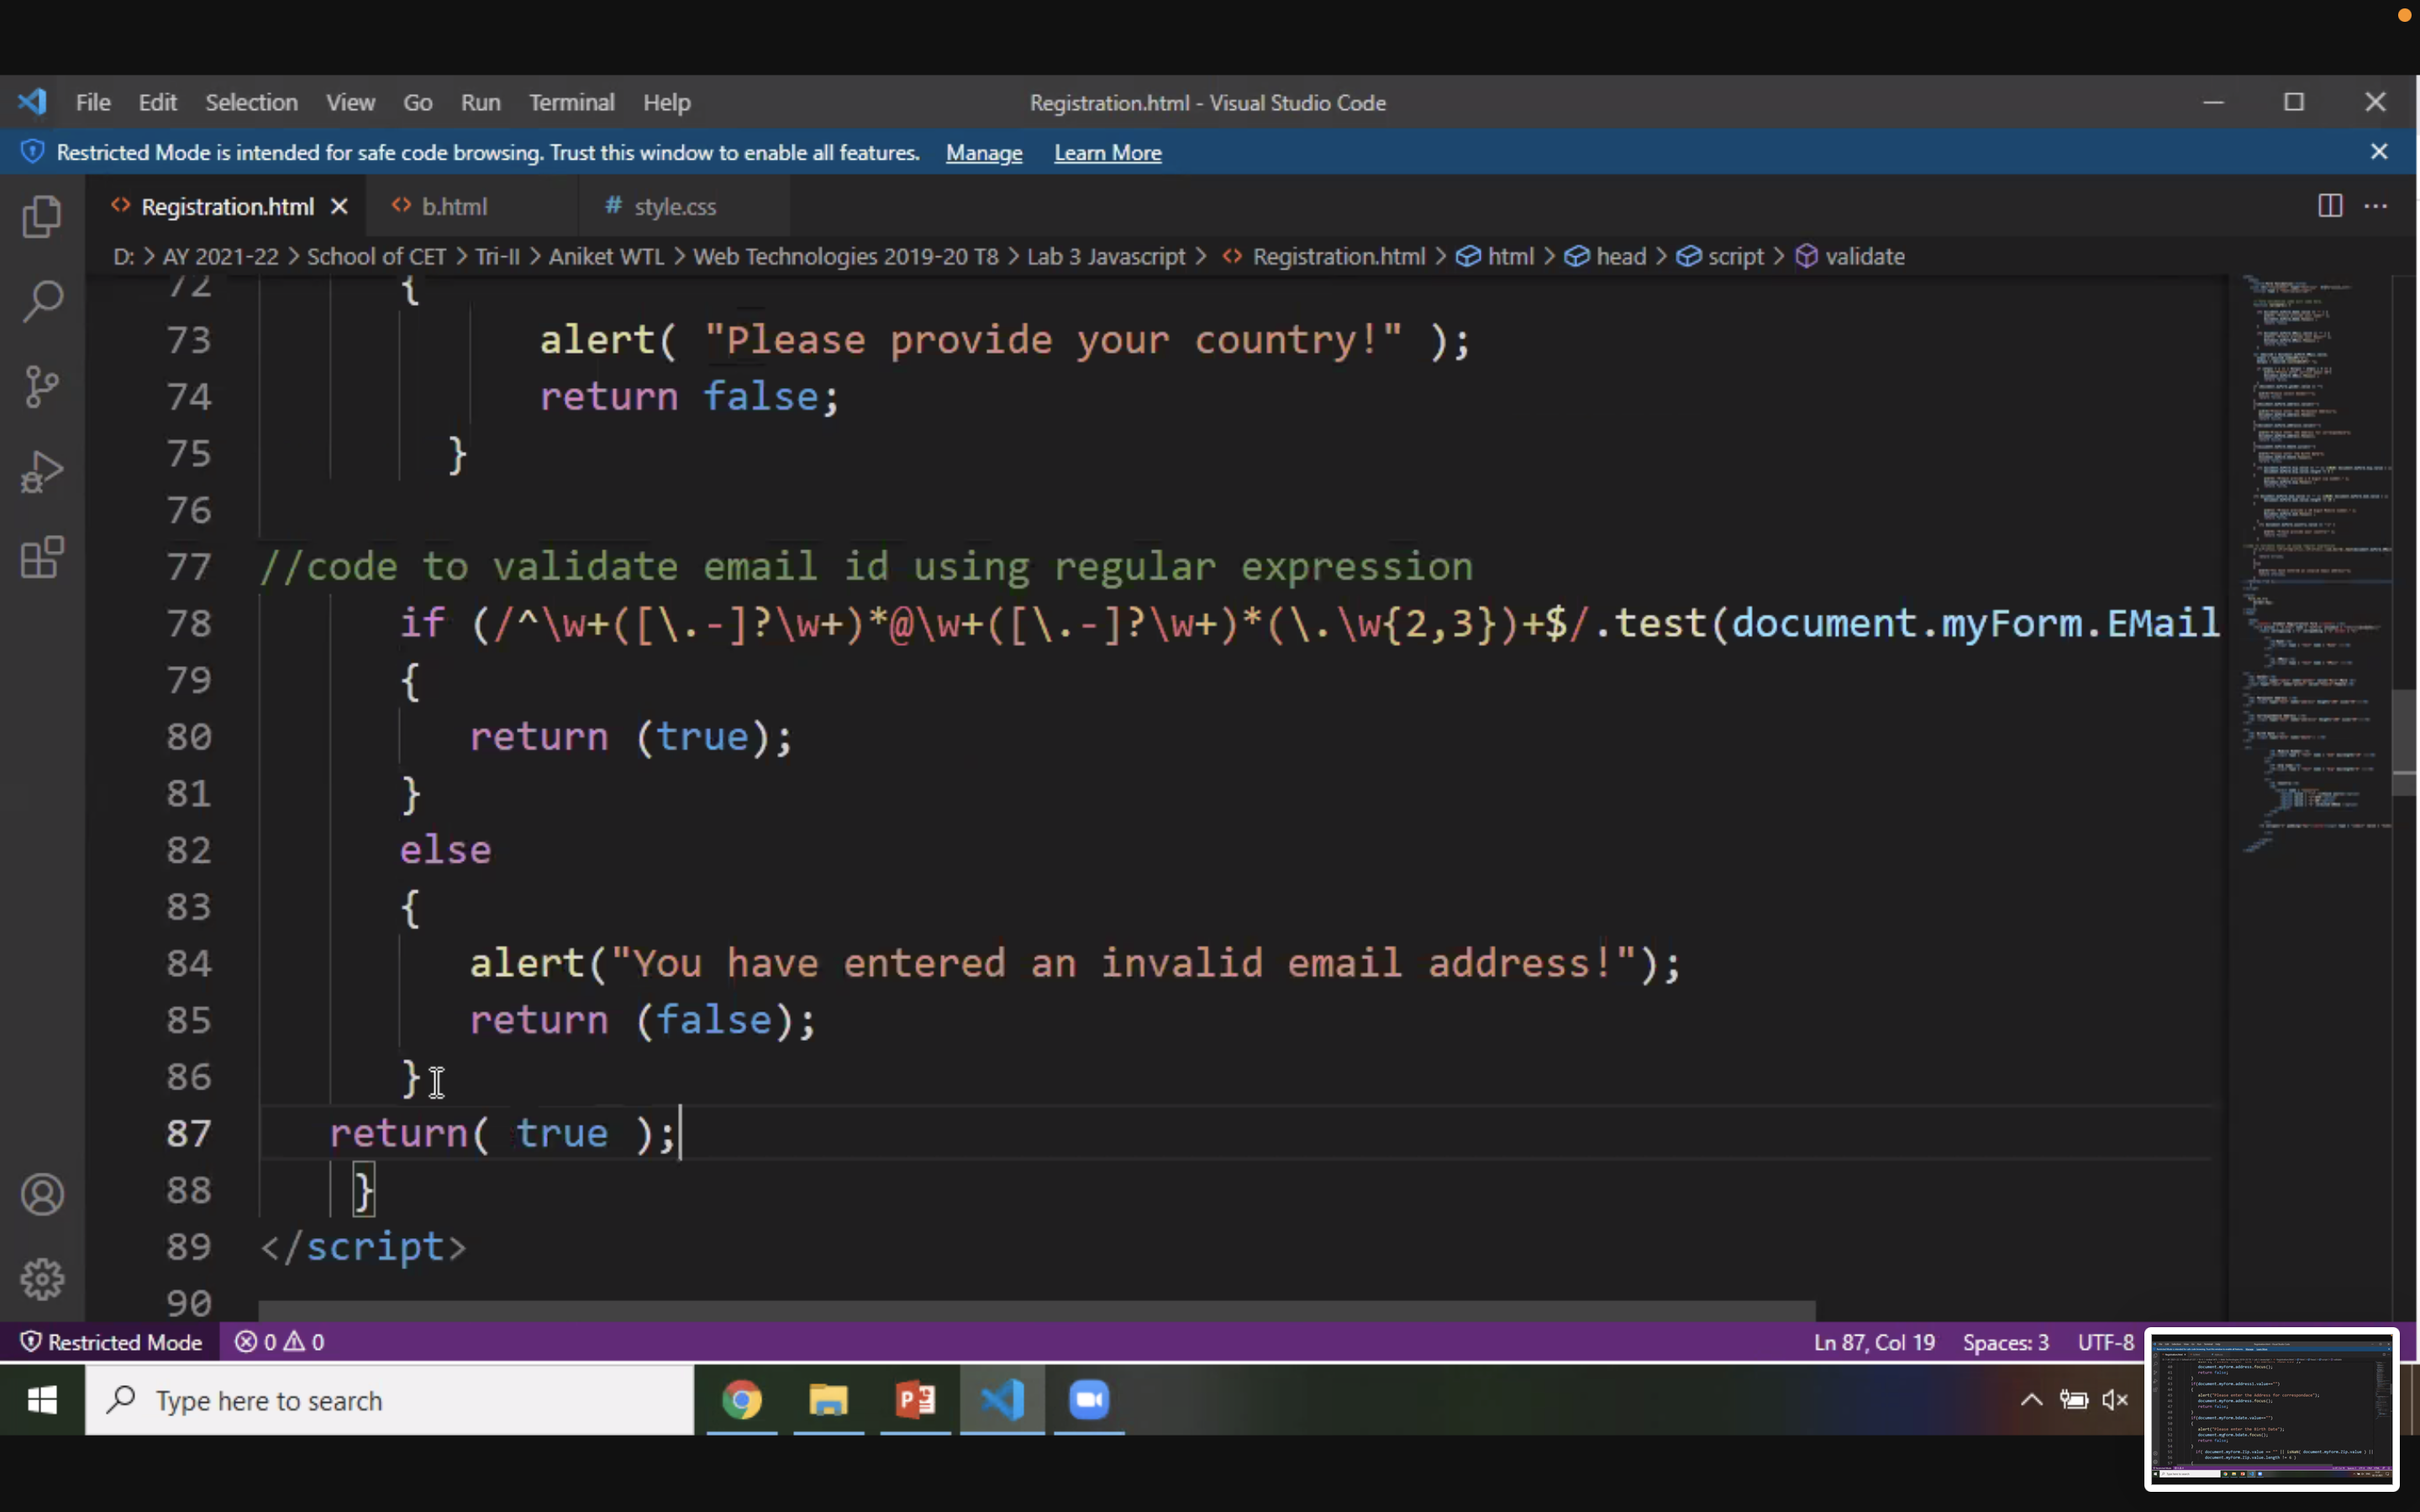 File Edit Selection View Go Run Terminal Help Registration.html - Visual Studio Code
Restricted Mode is intended for safe code browsing. Trust this window to enable all features. Manage Learn More
Registration.html b.html # style.css
D: > AY 2021-22 > School of CET > Tri-II > Aniket WTL > Web Technologies 2019-20 T8 > Lab 3 Javascript > Registration.html > html > head > script > validate
72 {
73 alert( "Please provide your country!" );
74 return false;
75 }
76
77 //code to validate email id using regular expression
78 if (/^\w+([\.-]?\w+)*@\w+([\.-]?\w+)*(\.\w{2,3})+$/.test(document.myForm.EMail
79 {
80 return (true);
81 }
82 else
83 {
84 alert("You have entered an invalid email address!");
85 return (false);
86 }
87 return( true );
88 }
89 </script>
90
Restricted Mode 0 0 Ln 87, Col 19 Spaces: 3 UTF-8
Type here to search